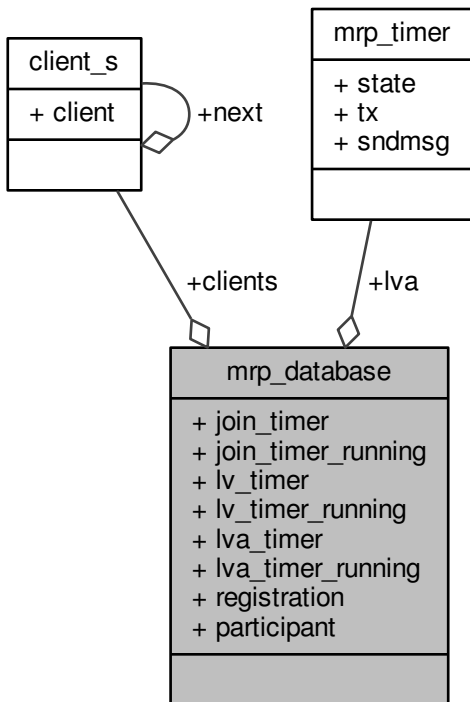 client_s
+ client
+next
mrp_timer
+ state
+ tx
+ sndmsg
+clients
+lva
mrp_database
+ join_timer
+ join_timer_running
+ lv_timer
+ lv_timer_running
+ lva_timer
+ lva_timer_running
+ registration
+ participant